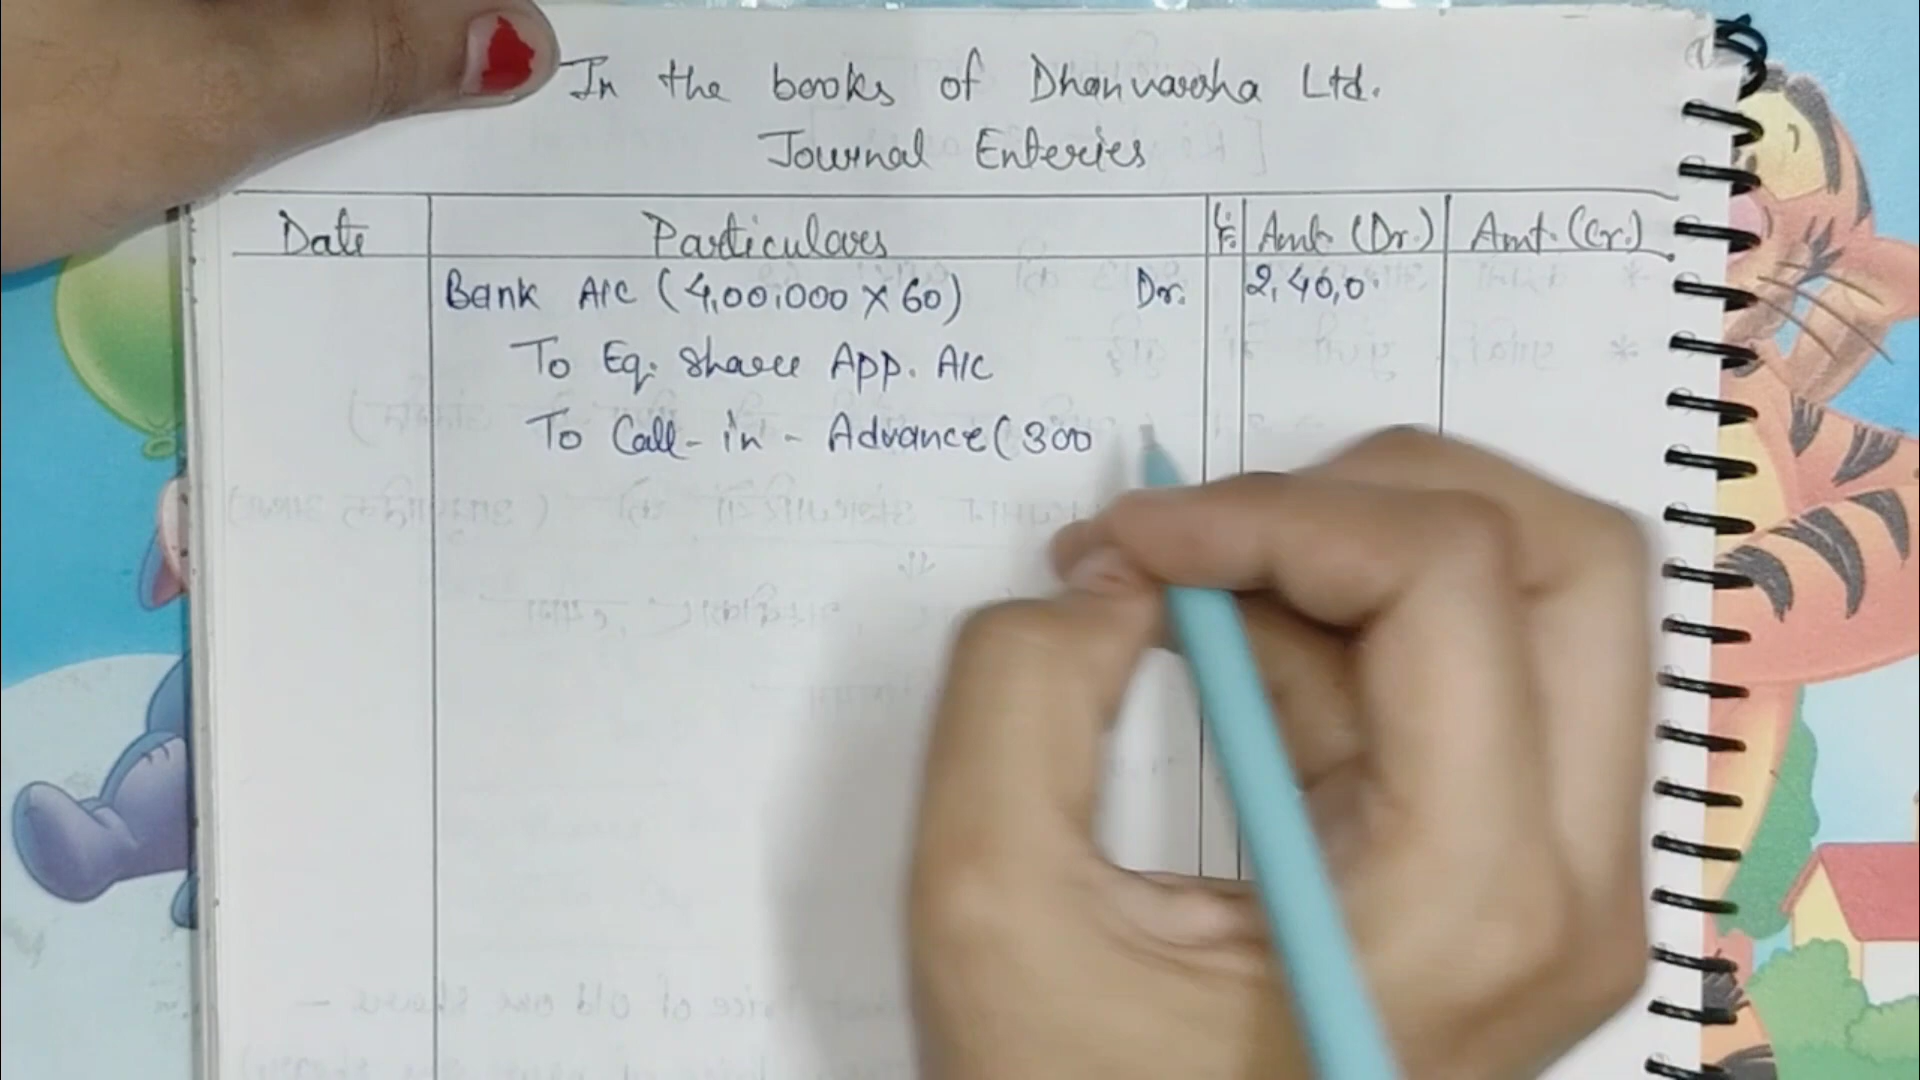 In the books of Dhanvarsha Ltd.
Journal Enteries
Date Particulars L.F. Amt. (Dr.) Amt. (Cr.)
Bank A/C (4,00,000 X 60) Dr. 2,40,0
To Eq. Share App. A/C
To Call-in-Advance (300